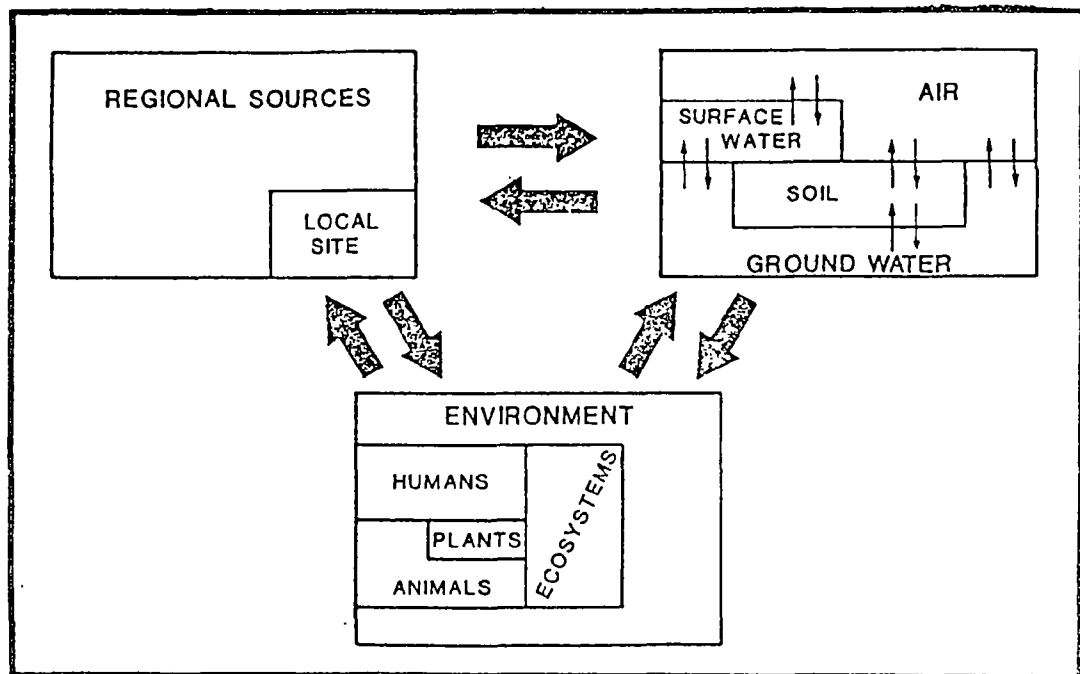 REGIONAL SOURCES
LOCAL
SITE
AIR
SURFACE
WATER
SOIL
GROUND WATER
ENVIRONMENT
HUMANS
PLANTS
ANIMALS
ECOSYSTEMS